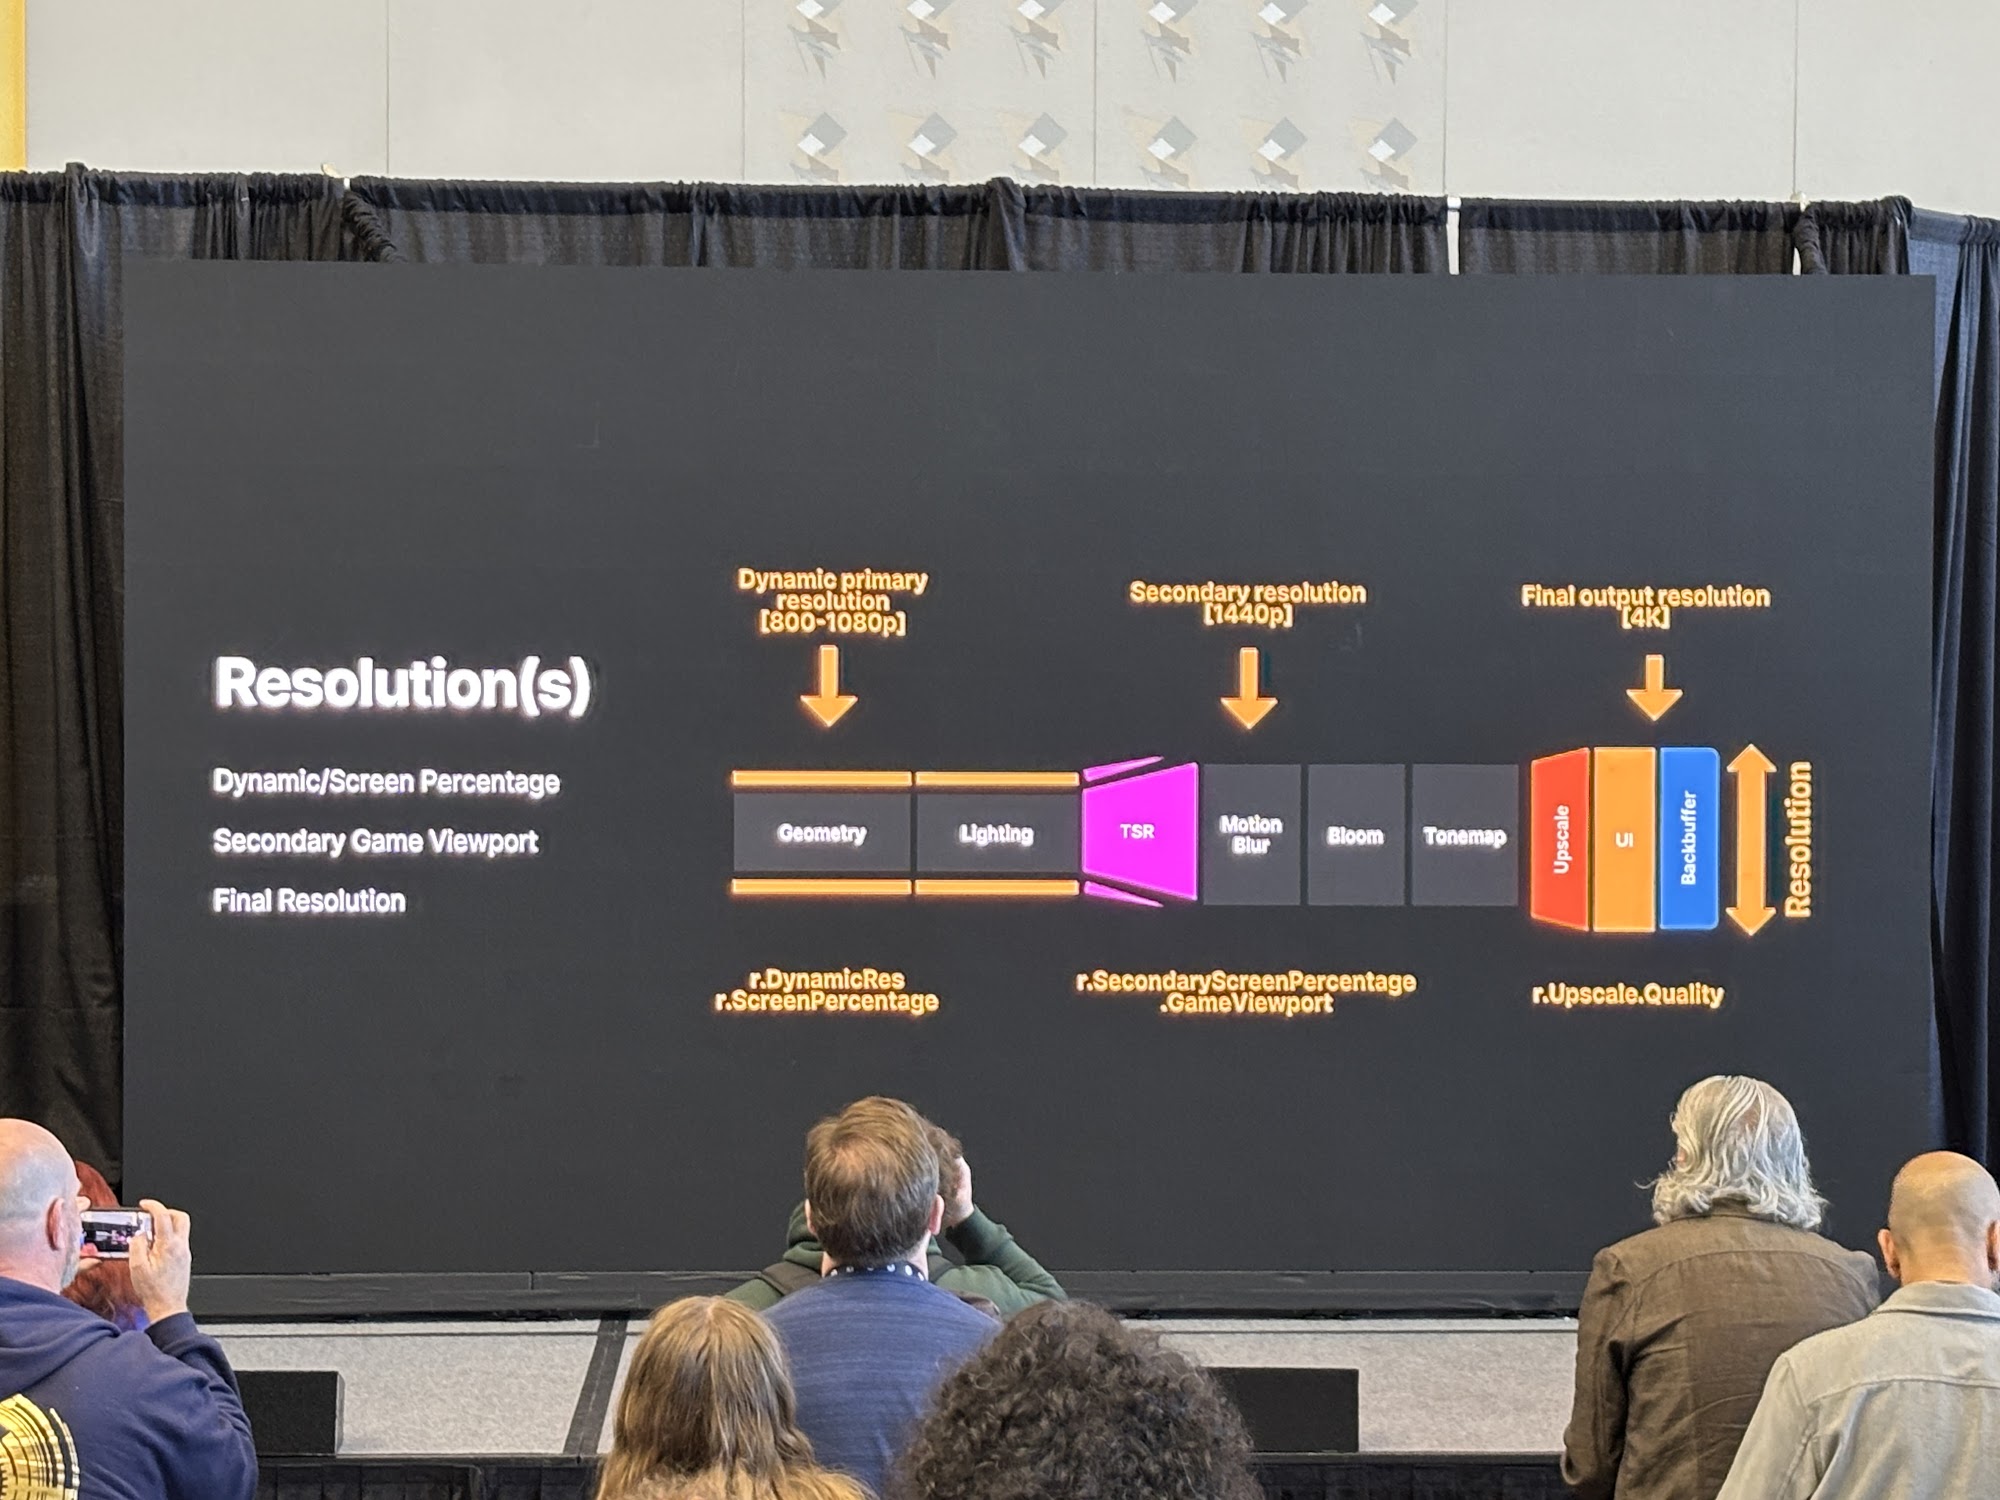 Resolution(s)
Dynamic/Screen Percentage
Secondary Game Viewport
Final Resolution
Dynamic primary
resolution
[800-1080p]
Secondary resolution
[1440p]
Final output resolution
[4K]
Geometry
Lighting
TSR
Motion
Blur
Bloom
Tonemap
Upscale
UI
Backbuffer
Resolution
r.DynamicRes
r.ScreenPercentage
r.SecondaryScreenPercentage
.GameViewport
r.Upscale.Quality